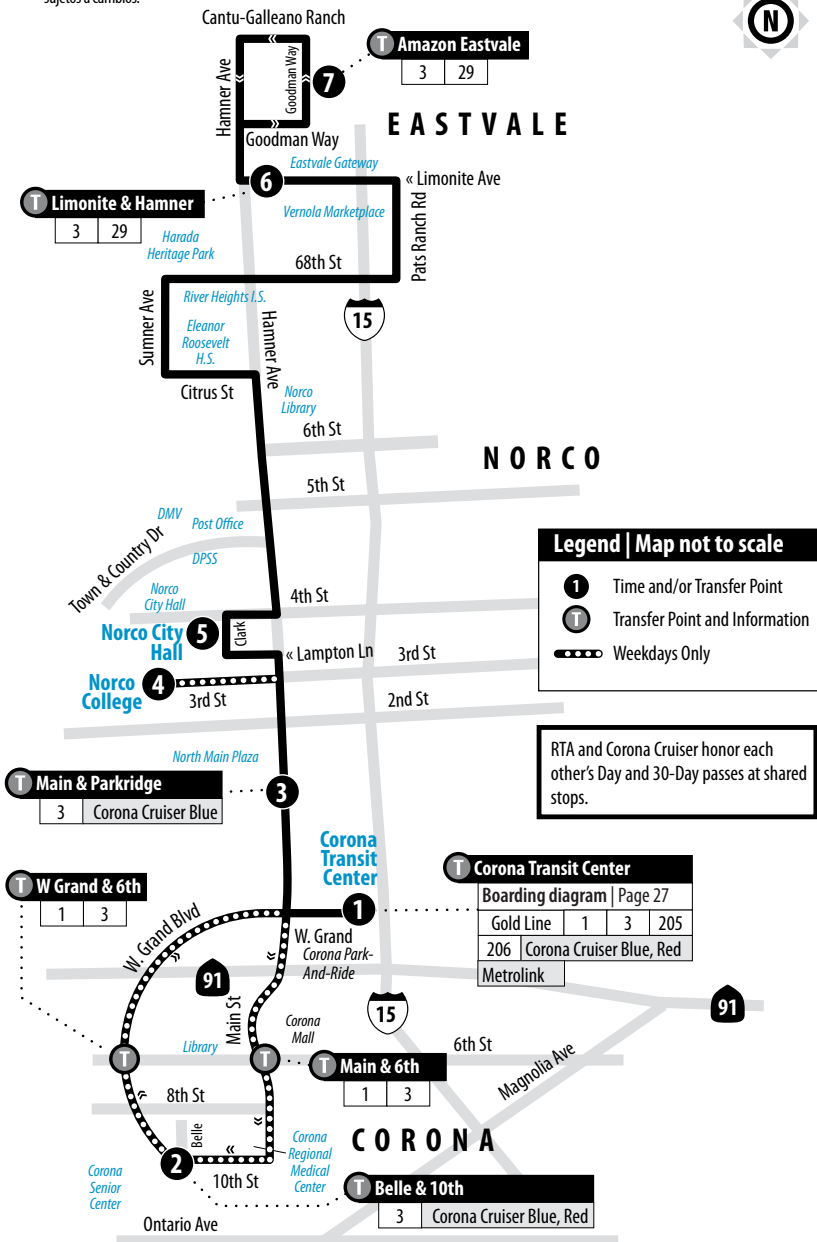 sujetos a cambios.
Cantu-Galleano Ranch
N
T Amazon Eastvale
3 29
Hamner Ave
Goodman Way
7
Goodman Way
EASTVALE
Eastvale Gateway
6
« Limonite Ave
T Limonite & Hamner
3 29
Vernola Marketplace
Pats Ranch Rd
Harada
Heritage Park
68th St
Sumner Ave
River Heights I.S.
15
Eleanor
Roosevelt
H.S.
Hamner Ave
Citrus St
Norco
Library
6th St
NORCO
5th St
DMV
Post Office
Town & Country Dr
DPSS
Legend | Map not to scale
1 Time and/or Transfer Point
T Transfer Point and Information
Weekdays Only
Norco
City Hall
4th St
Norco City
Hall
5
Clark
« Lampton Ln
3rd St
Norco
College
4
3rd St
2nd St
RTA and Corona Cruiser honor each
other's Day and 30-Day passes at shared
stops.
North Main Plaza
T Main & Parkridge
3 Corona Cruiser Blue
3
Corona
Transit
Center
1
T Corona Transit Center
Boarding diagram | Page 27
Gold Line 1 3 205
206 Corona Cruiser Blue, Red
Metrolink
T W Grand & 6th
1 3
W. Grand Blvd
W. Grand
Corona Park-
And-Ride
91
91
Main St
15
Corona
Mall
T
Library
T
6th St
T Main & 6th
1 3
Magnolia Ave
8th St
Belle
CORONA
2
10th St
Corona
Regional
Medical
Center
Corona
Senior
Center
T Belle & 10th
3 Corona Cruiser Blue, Red
Ontario Ave